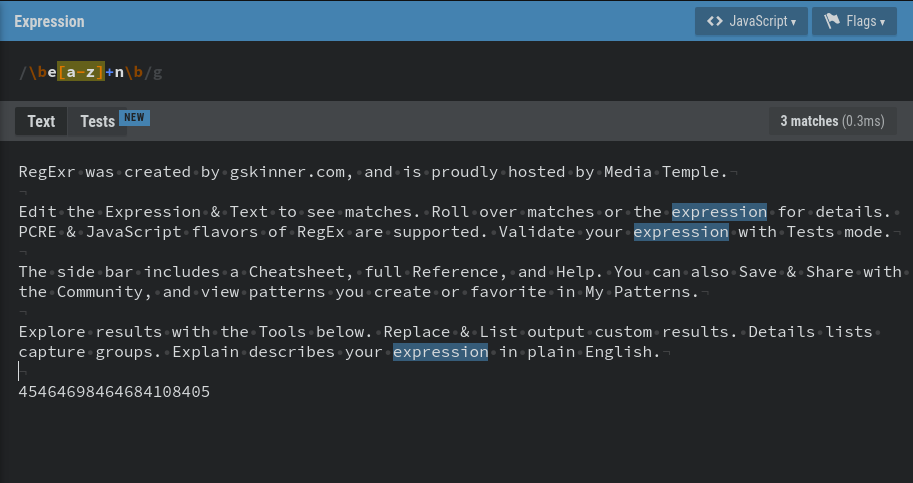 Expression
<> JavaScript ▾
Flags ▾
/\be[a-z]+n\b/g
Text
Tests NEW
3 matches (0.3ms)
RegExr was created by gskinner.com, and is proudly hosted by Media Temple.
Edit the Expression & Text to see matches. Roll over matches or the expression for details.
PCRE & JavaScript flavors of RegEx are supported. Validate your expression with Tests mode.
The side bar includes a Cheatsheet, full Reference, and Help. You can also Save & Share with
the Community, and view patterns you create or favorite in My Patterns.
Explore results with the Tools below. Replace & List output custom results. Details lists
capture groups. Explain describes your expression in plain English.
45464698464684108405